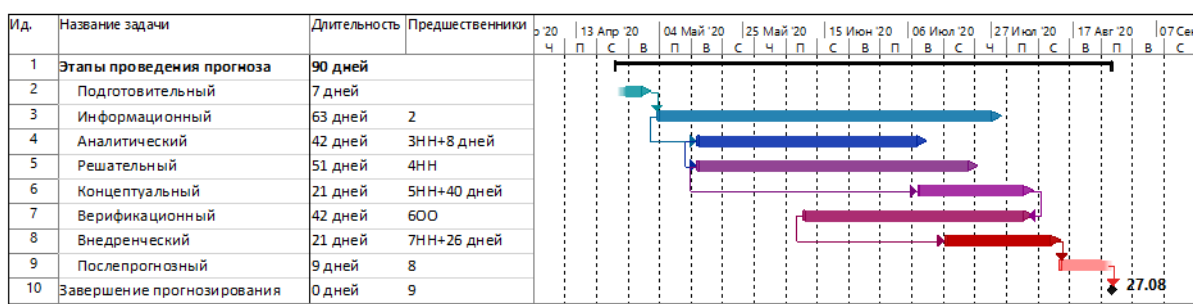 Ид. Название задачи Длительность Предшественники р '20 13 Апр '20 04 Май '20 25 Май '20 15 Июн '20 06 Июл '20 27 Июл '20 17 Авг '20 07 Сен
Ч П С В П В С Ч П С В П В С Ч П С В П В С
1 Этапы проведения прогноза 90 дней
2 Подготовительный 7 дней
3 Информационный 63 дней 2
4 Аналитический 42 дней 3НН+8 дней
5 Решательный 51 дней 4НН
6 Концептуальный 21 дней 5НН+40 дней
7 Верификационный 42 дней 6ОО
8 Внедренческий 21 дней 7НН+26 дней
9 Послепрогнозный 9 дней 8
10 Завершение прогнозирования 0 дней 9 27.08